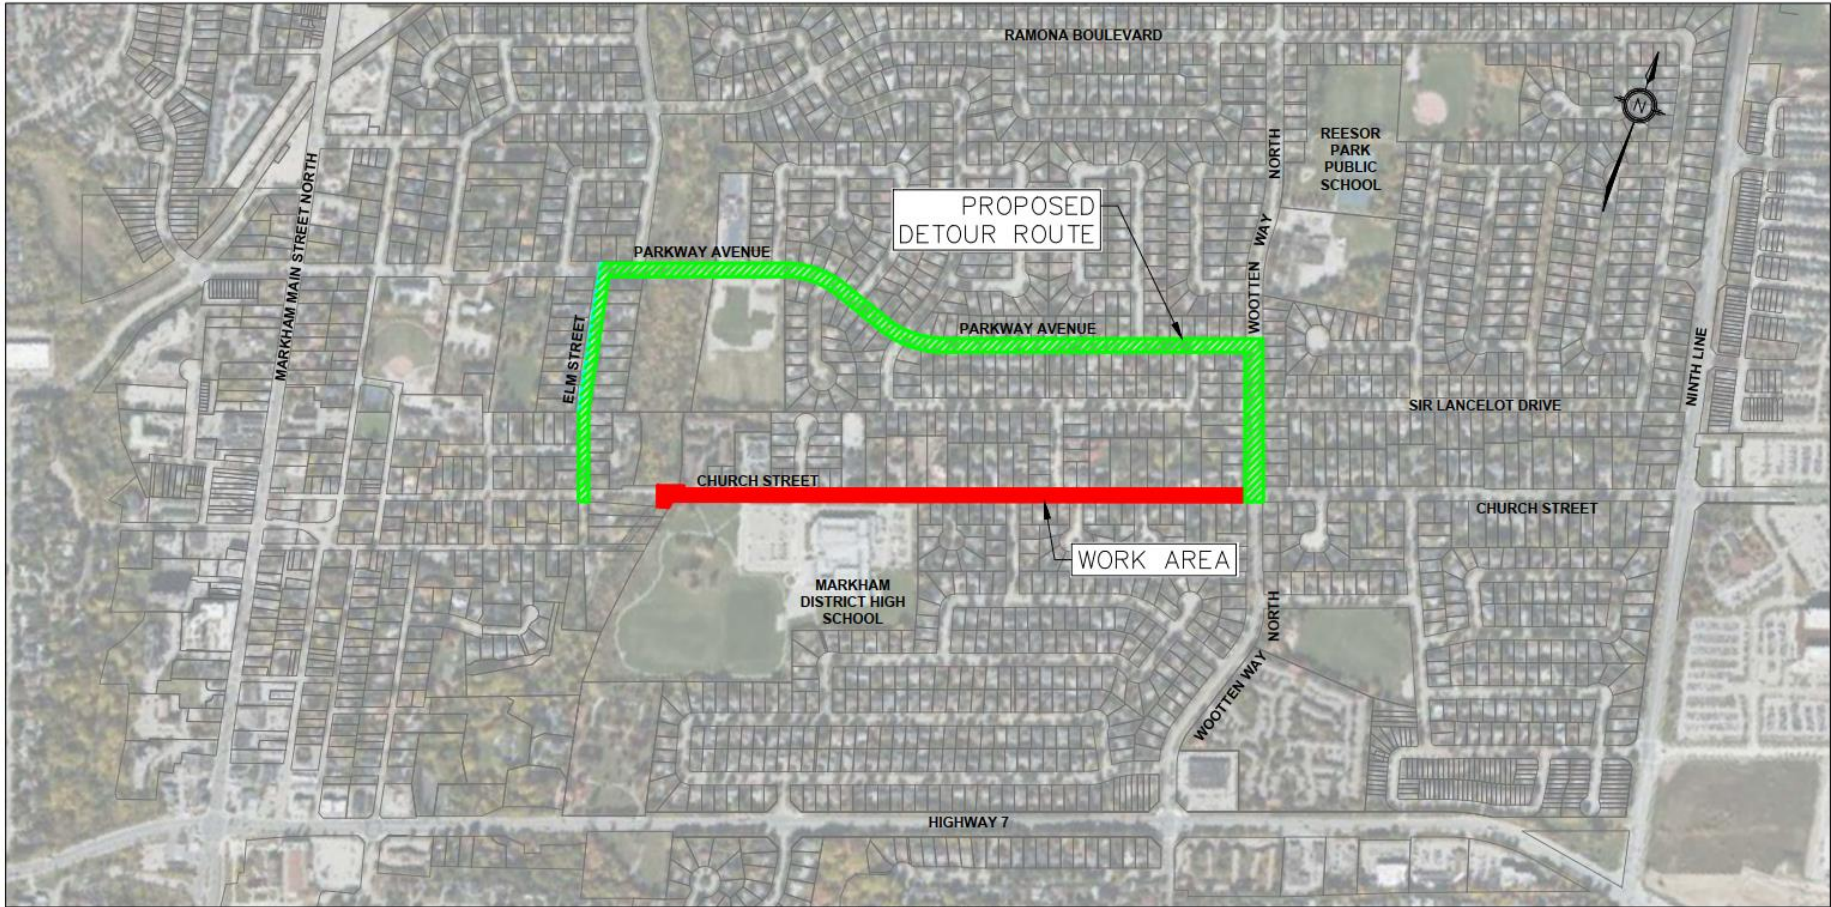 RAMONA BOULEVARD
N
REESOR
PARK
PUBLIC
SCHOOL
NORTH
WAY
WOOTTEN
PROPOSED
DETOUR ROUTE
PARKWAY AVENUE
MARKHAM MAIN STREET NORTH
ELM STREET
PARKWAY AVENUE
NINTH LINE
SIR LANCELOT DRIVE
CHURCH STREET
CHURCH STREET
WORK AREA
MARKHAM
DISTRICT HIGH
SCHOOL
NORTH
WOOTTEN WAY
HIGHWAY 7